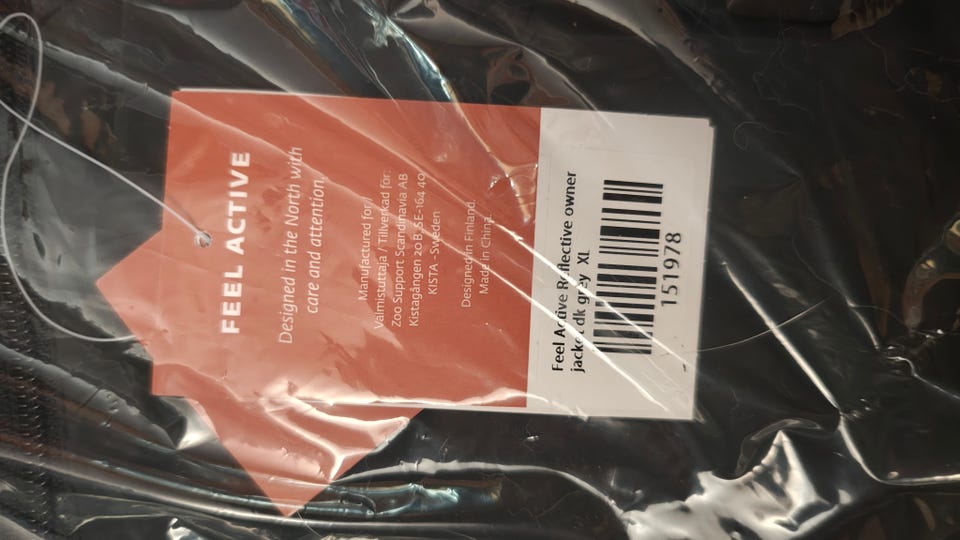 FEEL ACTIVE
Designed in the North with
care and attention.
Manufactured for /
Valmistuttaja / Tillverkad for:
Zoo Support Scandinavia AB
Kistagången 20 B, SE-164 40
KISTA - Sweden
Designed in Finland.
Made in China.
Feel Active Reflective owner
jacket dk grey XL
151978